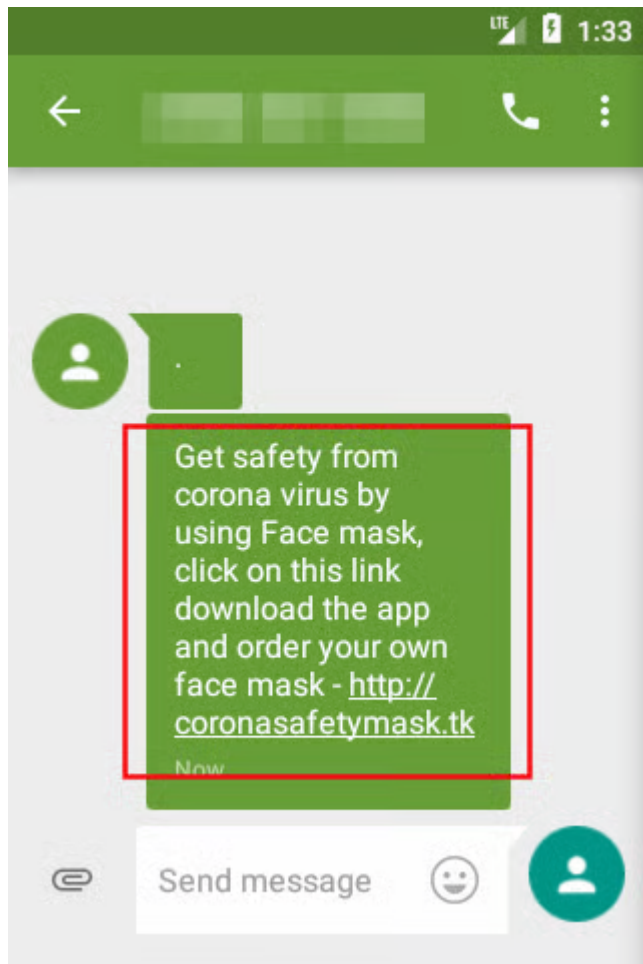 LTE 1:33
.
Get safety from
corona virus by
using Face mask,
click on this link
download the app
and order your own
face mask - http://
coronasafetymask.tk
Now
Send message